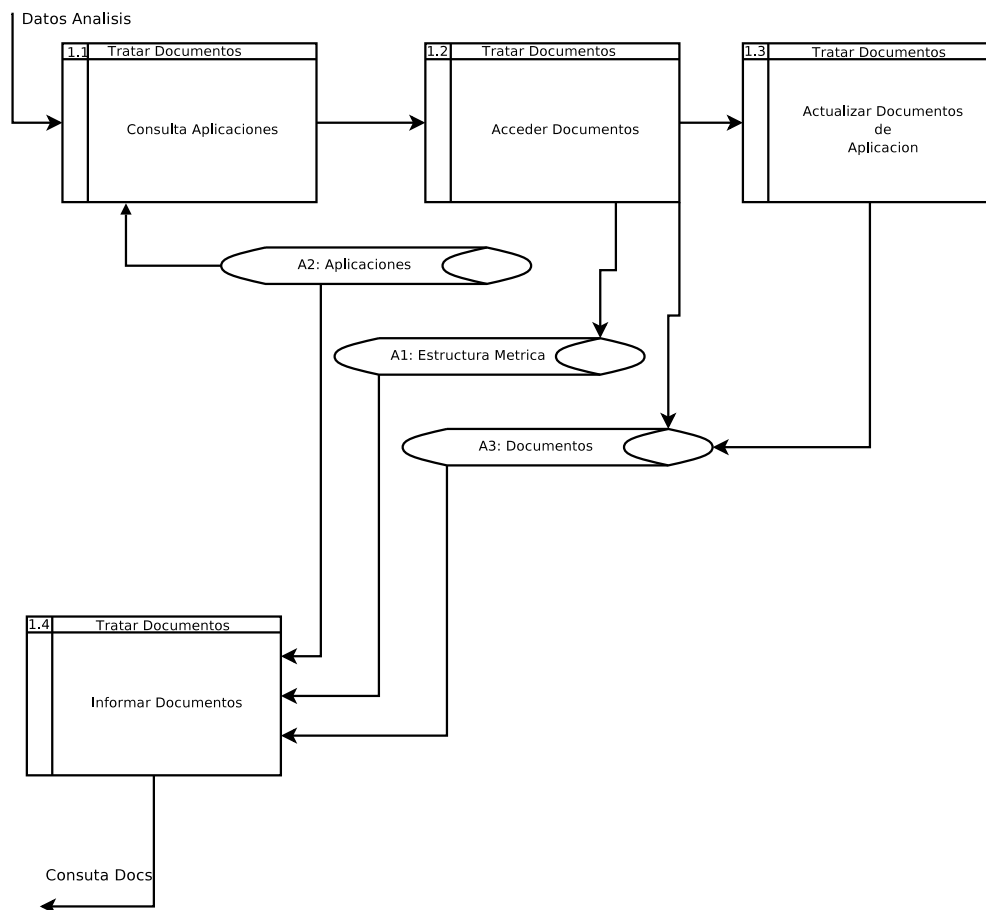 Datos Analisis
1.1 Tratar Documentos
Consulta Aplicaciones
1.2 Tratar Documentos
Acceder Documentos
1.3 Tratar Documentos
Actualizar Documentos
de
Aplicacion
A2: Aplicaciones
A1: Estructura Metrica
A3: Documentos
1.4 Tratar Documentos
Informar Documentos
Consuta Docs